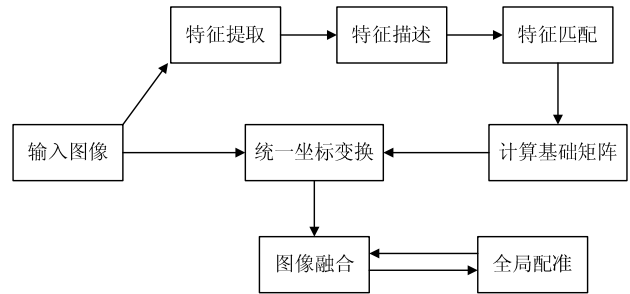 特征提取
特征描述
特征匹配
输入图像
统一坐标变换
计算基础矩阵
图像融合
全局配准